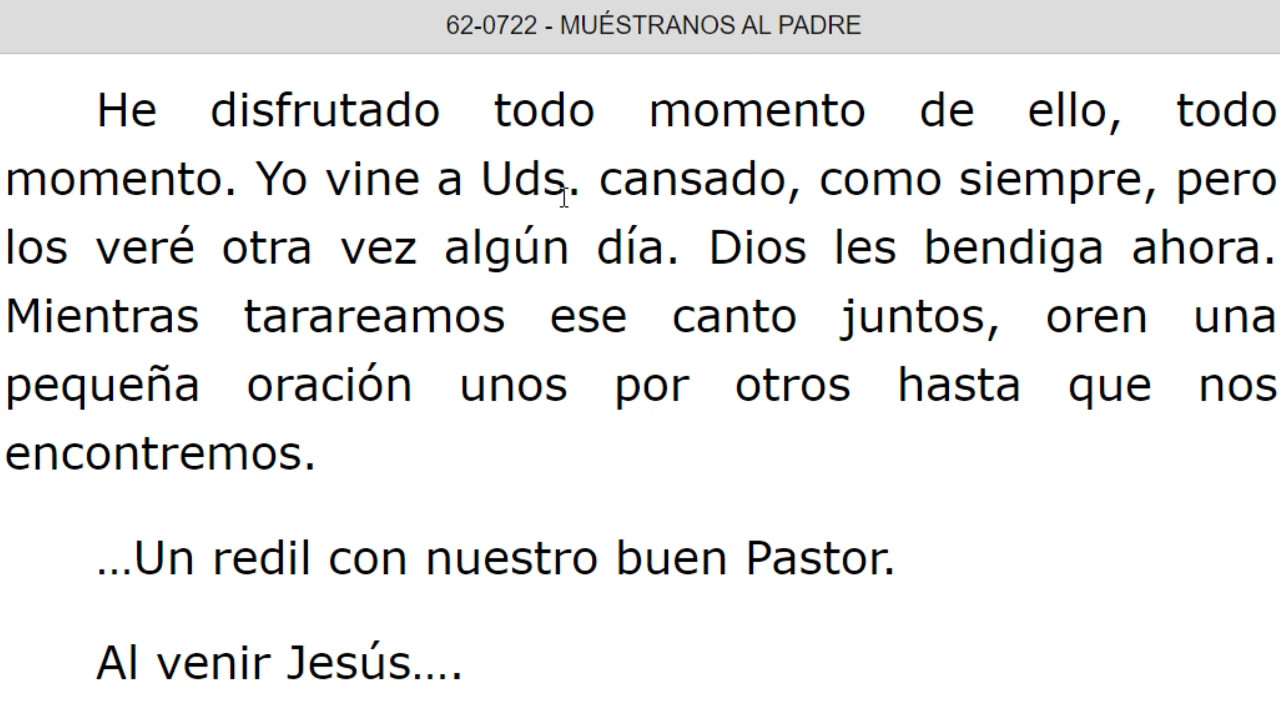 62-0722 - MUÉSTRANOS AL PADRE
He disfrutado todo momento de ello, todo
momento. Yo vine a Uds. cansado, como siempre, pero
los veré otra vez algún día. Dios les bendiga ahora.
Mientras tarareamos ese canto juntos, oren una
pequeña oración unos por otros hasta que nos
encontremos.
…Un redil con nuestro buen Pastor.
Al venir Jesús….